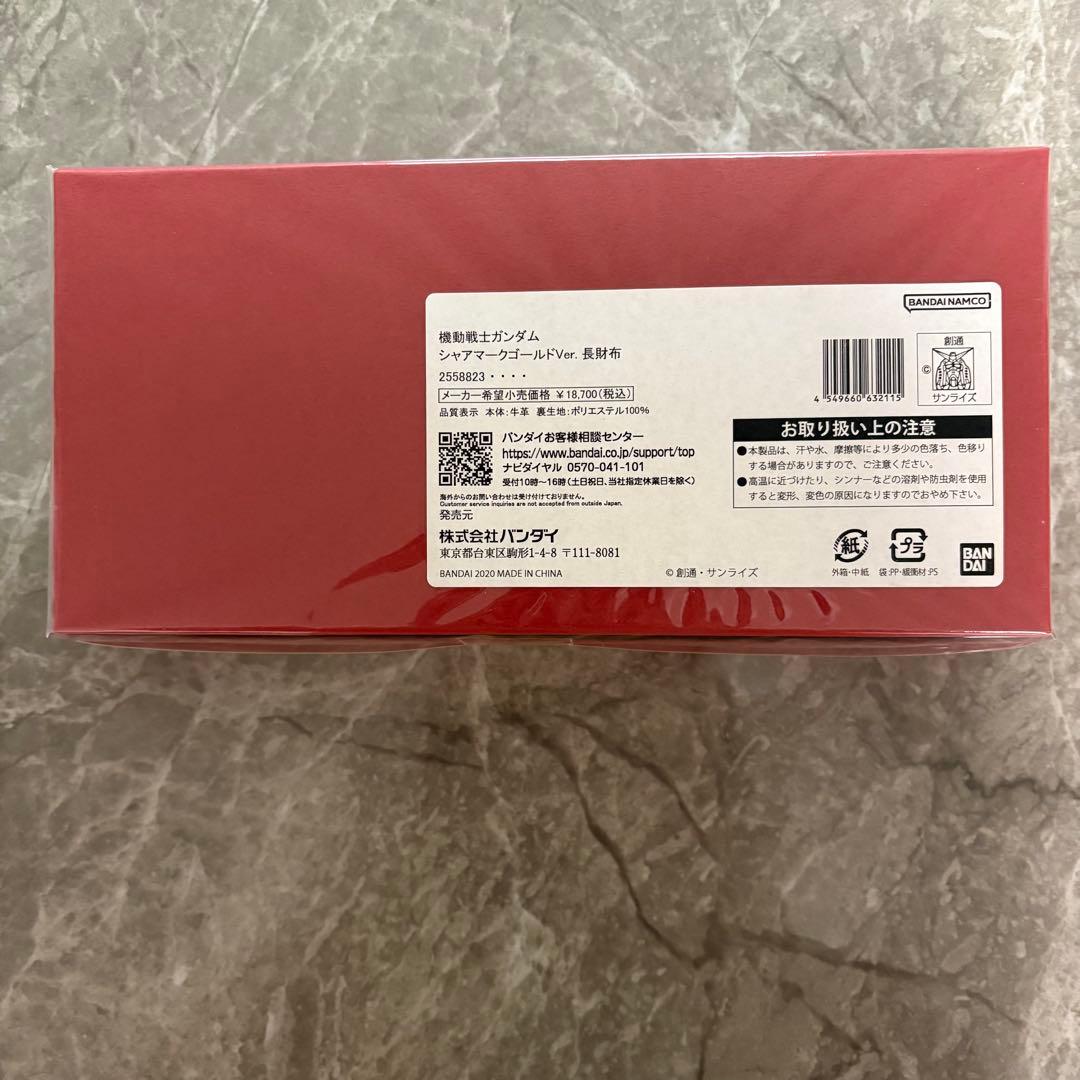 BANDAI NAMCO
機動戦士ガンダム
シャアマークゴールドVer. 長財布
2558823・・・・
メーカー希望小売価格 ¥18,700(税込)
品質表示 本体:牛革 裏生地:ポリエステル100%
4 549660 632115
創通
©
サンライズ
バンダイお客様相談センター
https://www.bandai.co.jp/support/top
ナビダイヤル 0570-041-101
受付10時~16時(土日祝日、当社指定休業日を除く)
海外からのお問い合わせは受け付けておりません。
Customer service inquiries are not accepted from outside Japan.
お取り扱い上の注意
●本製品は、汗や水、摩擦等により多少の色落ち、色移り
する場合がありますので、ご注意ください。
●高温に近づけたり、シンナーなどの溶剤や防虫剤を使用
すると変形、変色の原因になりますのでおやめ下さい。
発売元
株式会社バンダイ
東京都台東区駒形1-4-8 〒111-8081
BANDAI 2020 MADE IN CHINA
© 創通・サンライズ
紙
外箱・中紙
プラ
袋:PP・緩衝材:PS
BAN
DAI